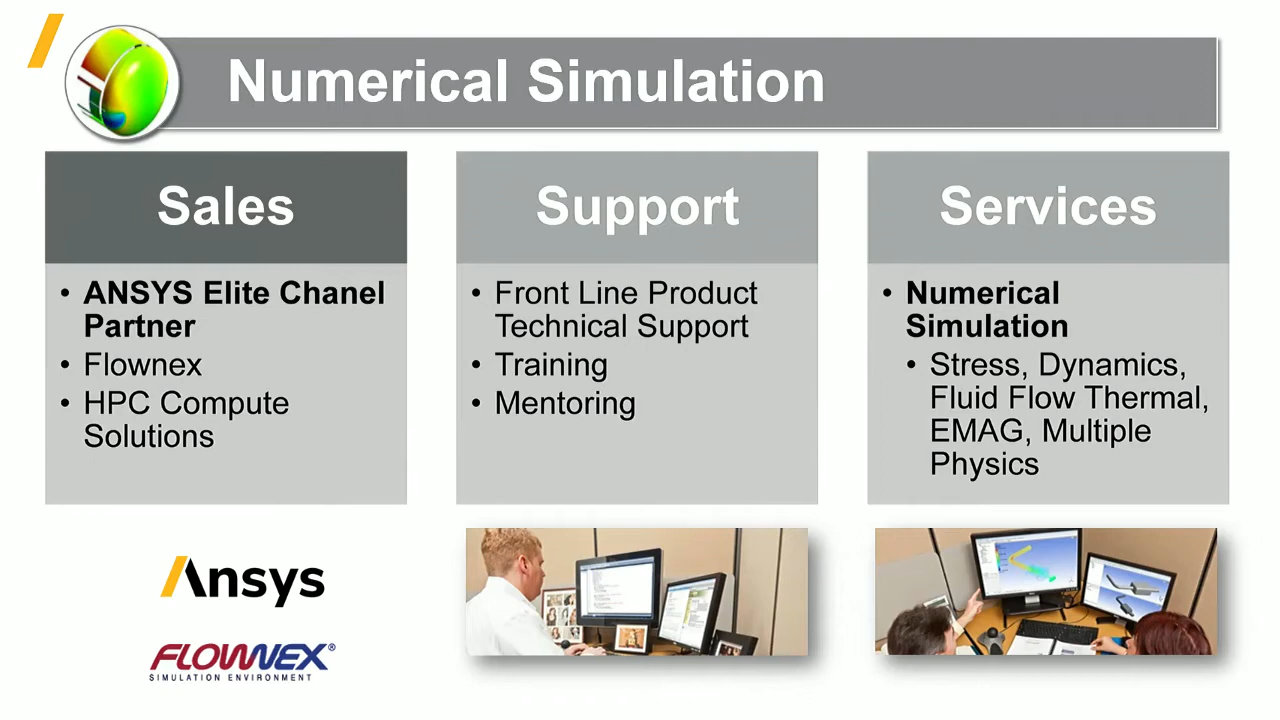 Numerical Simulation
Sales
• ANSYS Elite Chanel
Partner
• Flownex
• HPC Compute
Solutions
Support
• Front Line Product
Technical Support
• Training
• Mentoring
Services
• Numerical
Simulation
• Stress, Dynamics,
Fluid Flow Thermal,
EMAG, Multiple
Physics
Ansys
FLOWNEX®
SIMULATION ENVIRONMENT